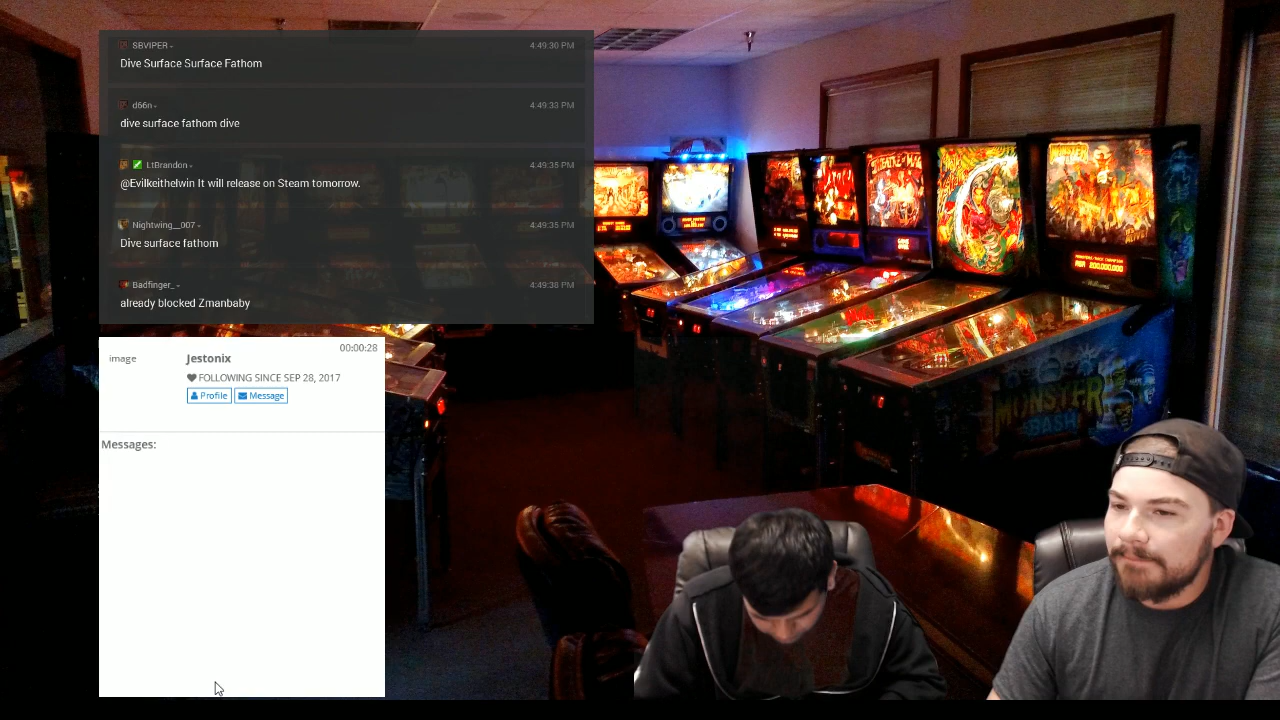 SBVIPER
4:49:30 PM
Dive Surface Surface Fathom
d66n
4:49:33 PM
dive surface fathom dive
LtBrandon
4:49:35 PM
@Evilkeithelwin It will release on Steam tomorrow.
Nightwing__007
4:49:35 PM
Dive surface fathom
Badfinger_
4:49:38 PM
already blocked Zmanbaby
00:00:28
image
Jestonix
FOLLOWING SINCE SEP 28, 2017
Profile
Message
Messages:
MONSTER
BASH